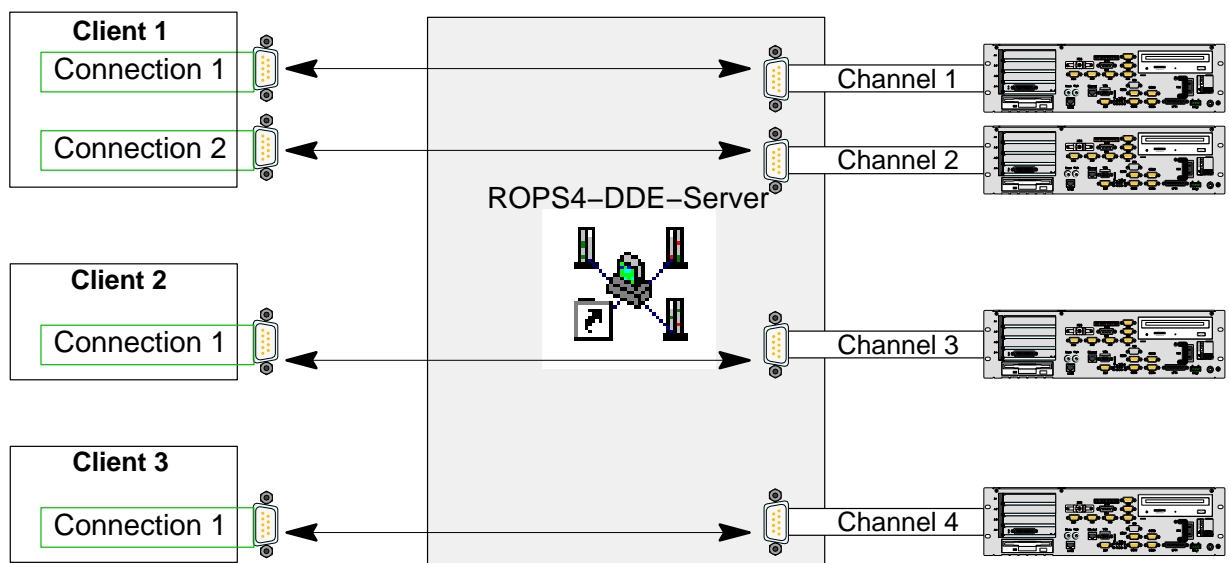 Client 1
Connection 1
Channel 1
Connection 2
Channel 2
ROPS4−DDE−Server
Client 2
Connection 1
Channel 3
Client 3
Connection 1
Channel 4